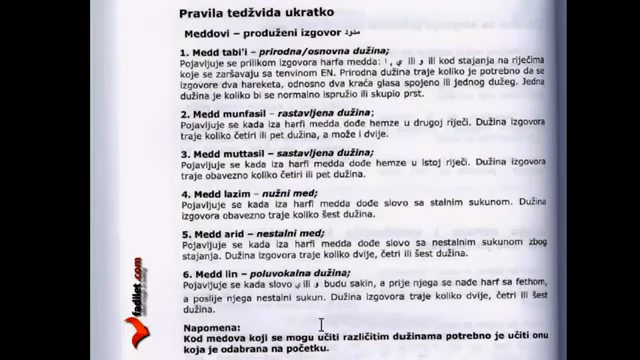 Pravila tedžvida ukratko
Meddovi – produženi izgovor مدود
1. Medd tabi'i – prirodna/osnovna dužina;
Pojavljuje se prilikom izgovora harfa medda: ي , ا ili و ili kod stajanja na riječima
koje se završavaju sa tenvinom EN. Prirodna dužina traje koliko je potrebno da se
izgovore dva hareketa, odnosno dva kraća glasa spojeno ili jednog dužeg. Jedna
dužina je koliko bi se normalno ispružio ili skupio prst.
2. Medd munfasil – rastavljena dužina;
Pojavljuje se kada iza harfi medda dođe hemze u drugoj riječi. Dužina izgovora
traje koliko četiri ili pet dužina, a može i dvije.
3. Medd muttasil – sastavljena dužina;
Pojavljuje se kada iza harfi medda dođe hemze u istoj riječi. Dužina izgovora
traje obavezno koliko četiri ili pet dužina.
4. Medd lazim – nužni med;
Pojavljuje se kada iza harfi medda dođe slovo sa stalnim sukunom. Dužina
izgovora obavezno traje koliko šest dužina.
5. Medd arid – nestalni med;
Pojavljuje se kada iza harfi medda dođe slovo sa nestalnim sukunom zbog
stajanja. Dužina izgovora traje koliko dvije, četri ili šest dužina.
6. Medd lin – poluvokalna dužina;
Pojavljuje se kada slovo و ili ي budu sakin, a prije njega se nađe harf sa fethom,
a poslije njega nestalni sukun. Dužina izgovora traje koliko dvije, četri ili šest
dužina.
Napomena:
Kod medova koji se mogu učiti različitim dužinama potrebno je učiti onu
koja je odabrana na početku.
fadilet.com